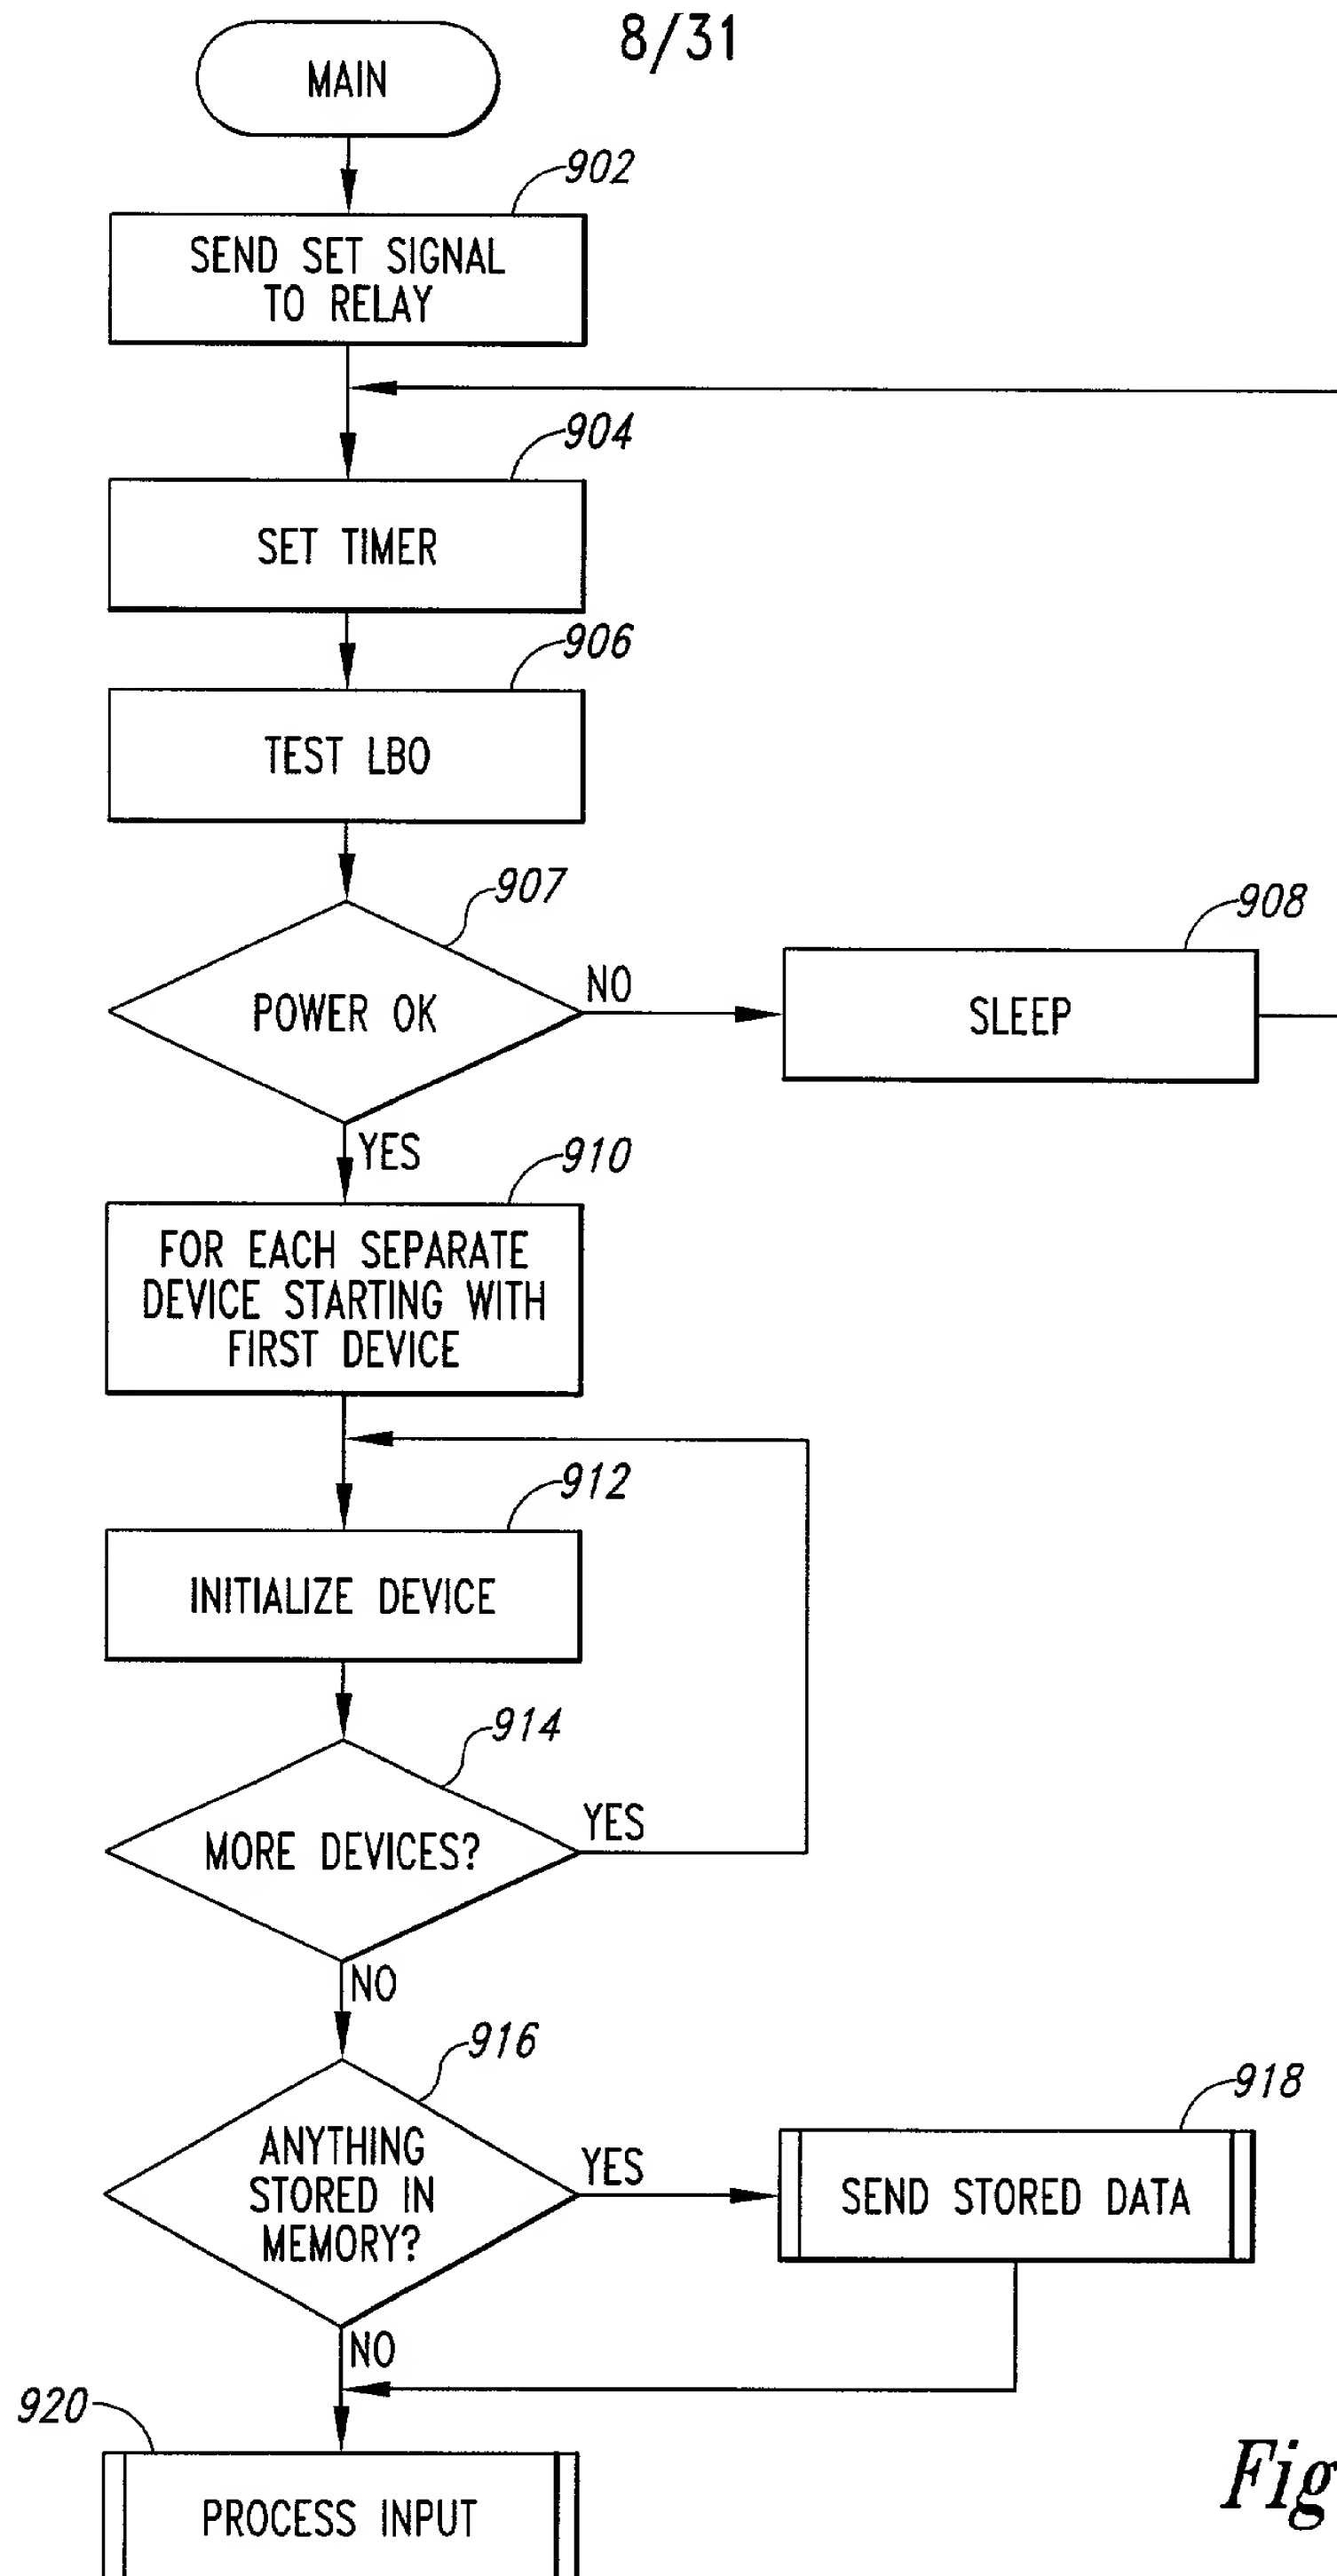 8/31
MAIN
902
SEND SET SIGNAL
TO RELAY
904
SET TIMER
906
TEST LBO
907
POWER OK
NO
908
SLEEP
YES
910
FOR EACH SEPARATE
DEVICE STARTING WITH
FIRST DEVICE
912
INITIALIZE DEVICE
914
MORE DEVICES?
YES
NO
916
ANYTHING
STORED IN
MEMORY?
YES
918
SEND STORED DATA
NO
920
PROCESS INPUT
Fig